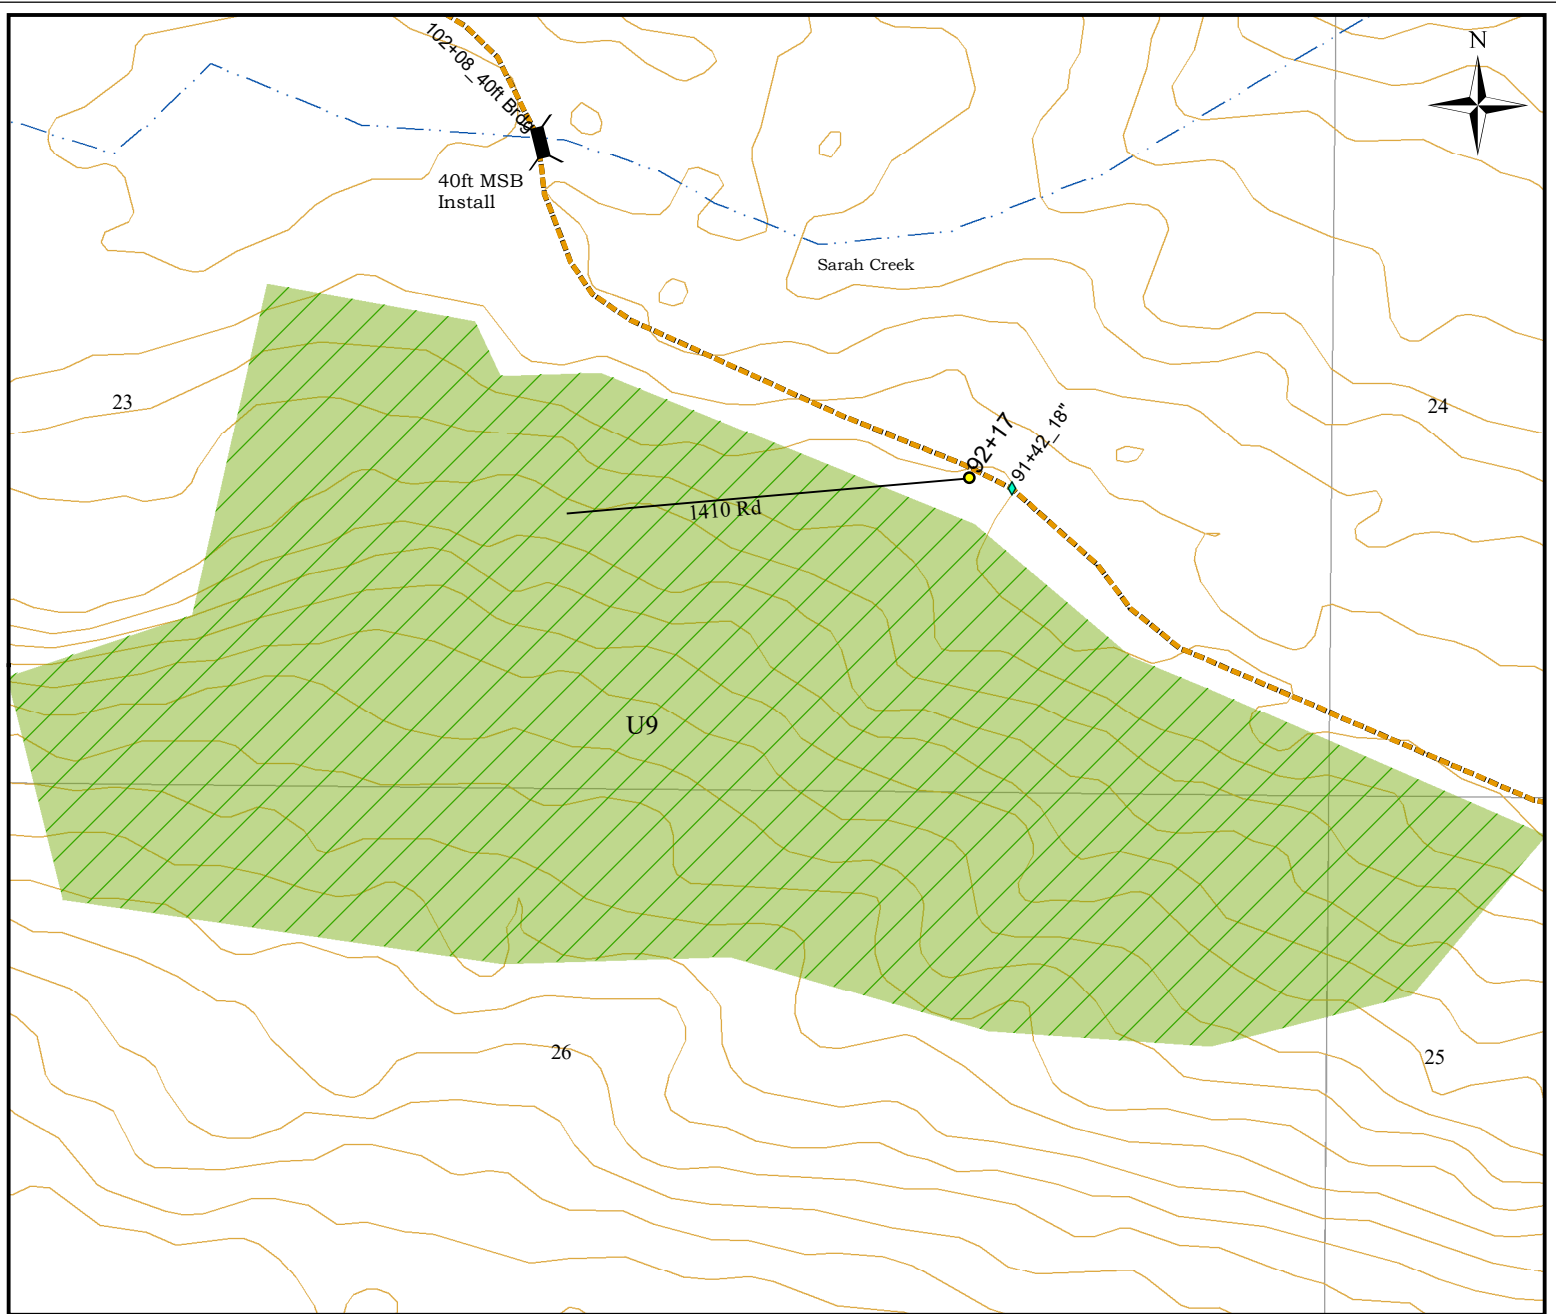 N
102+08_40ft Brdg
40ft MSB
Install
Sarah Creek
23
24
92+17
91+42_18"
1410 Rd
U9
26
25